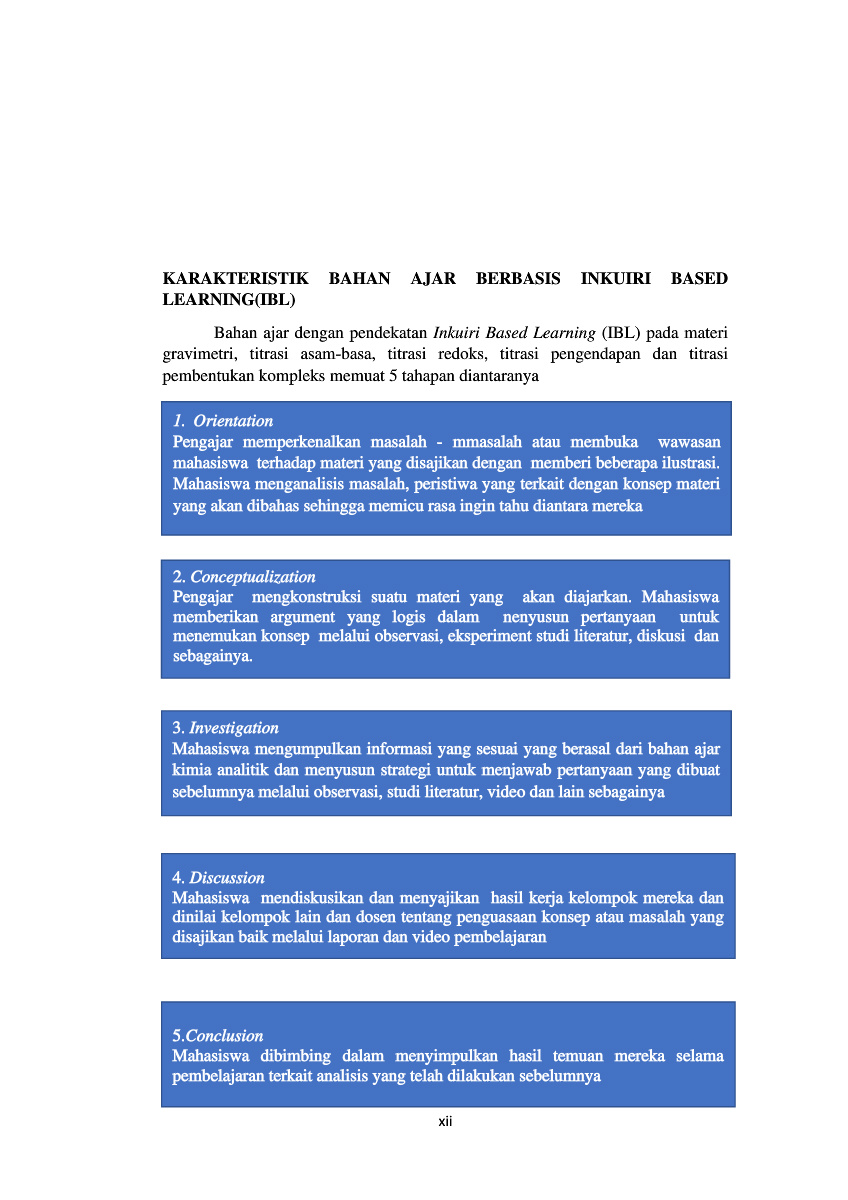 KARAKTERISTIK BAHAN AJAR BERBASIS INKUIRI BASED
LEARNING(IBL)
Bahan ajar dengan pendekatan Inkuiri Based Learning (IBL) pada materi
gravimetri, titrasi asam-basa, titrasi redoks, titrasi pengendapan dan titrasi
pembentukan kompleks memuat 5 tahapan diantaranya
1. Orientation
Pengajar memperkenalkan masalah - mmasalah atau membuka wawasan
mahasiswa terhadap materi yang disajikan dengan memberi beberapa ilustrasi.
Mahasiswa menganalisis masalah, peristiwa yang terkait dengan konsep materi
yang akan dibahas sehingga memicu rasa ingin tahu diantara mereka
2. Conceptualization
Pengajar mengkonstruksi suatu materi yang akan diajarkan. Mahasiswa
memberikan argument yang logis dalam nenyusun pertanyaan untuk
menemukan konsep melalui observasi, eksperiment studi literatur, diskusi dan
sebagainya.
3. Investigation
Mahasiswa mengumpulkan informasi yang sesuai yang berasal dari bahan ajar
kimia analitik dan menyusun strategi untuk menjawab pertanyaan yang dibuat
sebelumnya melalui observasi, studi literatur, video dan lain sebagainya
4. Discussion
Mahasiswa mendiskusikan dan menyajikan hasil kerja kelompok mereka dan
dinilai kelompok lain dan dosen tentang penguasaan konsep atau masalah yang
disajikan baik melalui laporan dan video pembelajaran
5.Conclusion
Mahasiswa dibimbing dalam menyimpulkan hasil temuan mereka selama
pembelajaran terkait analisis yang telah dilakukan sebelumnya
xii